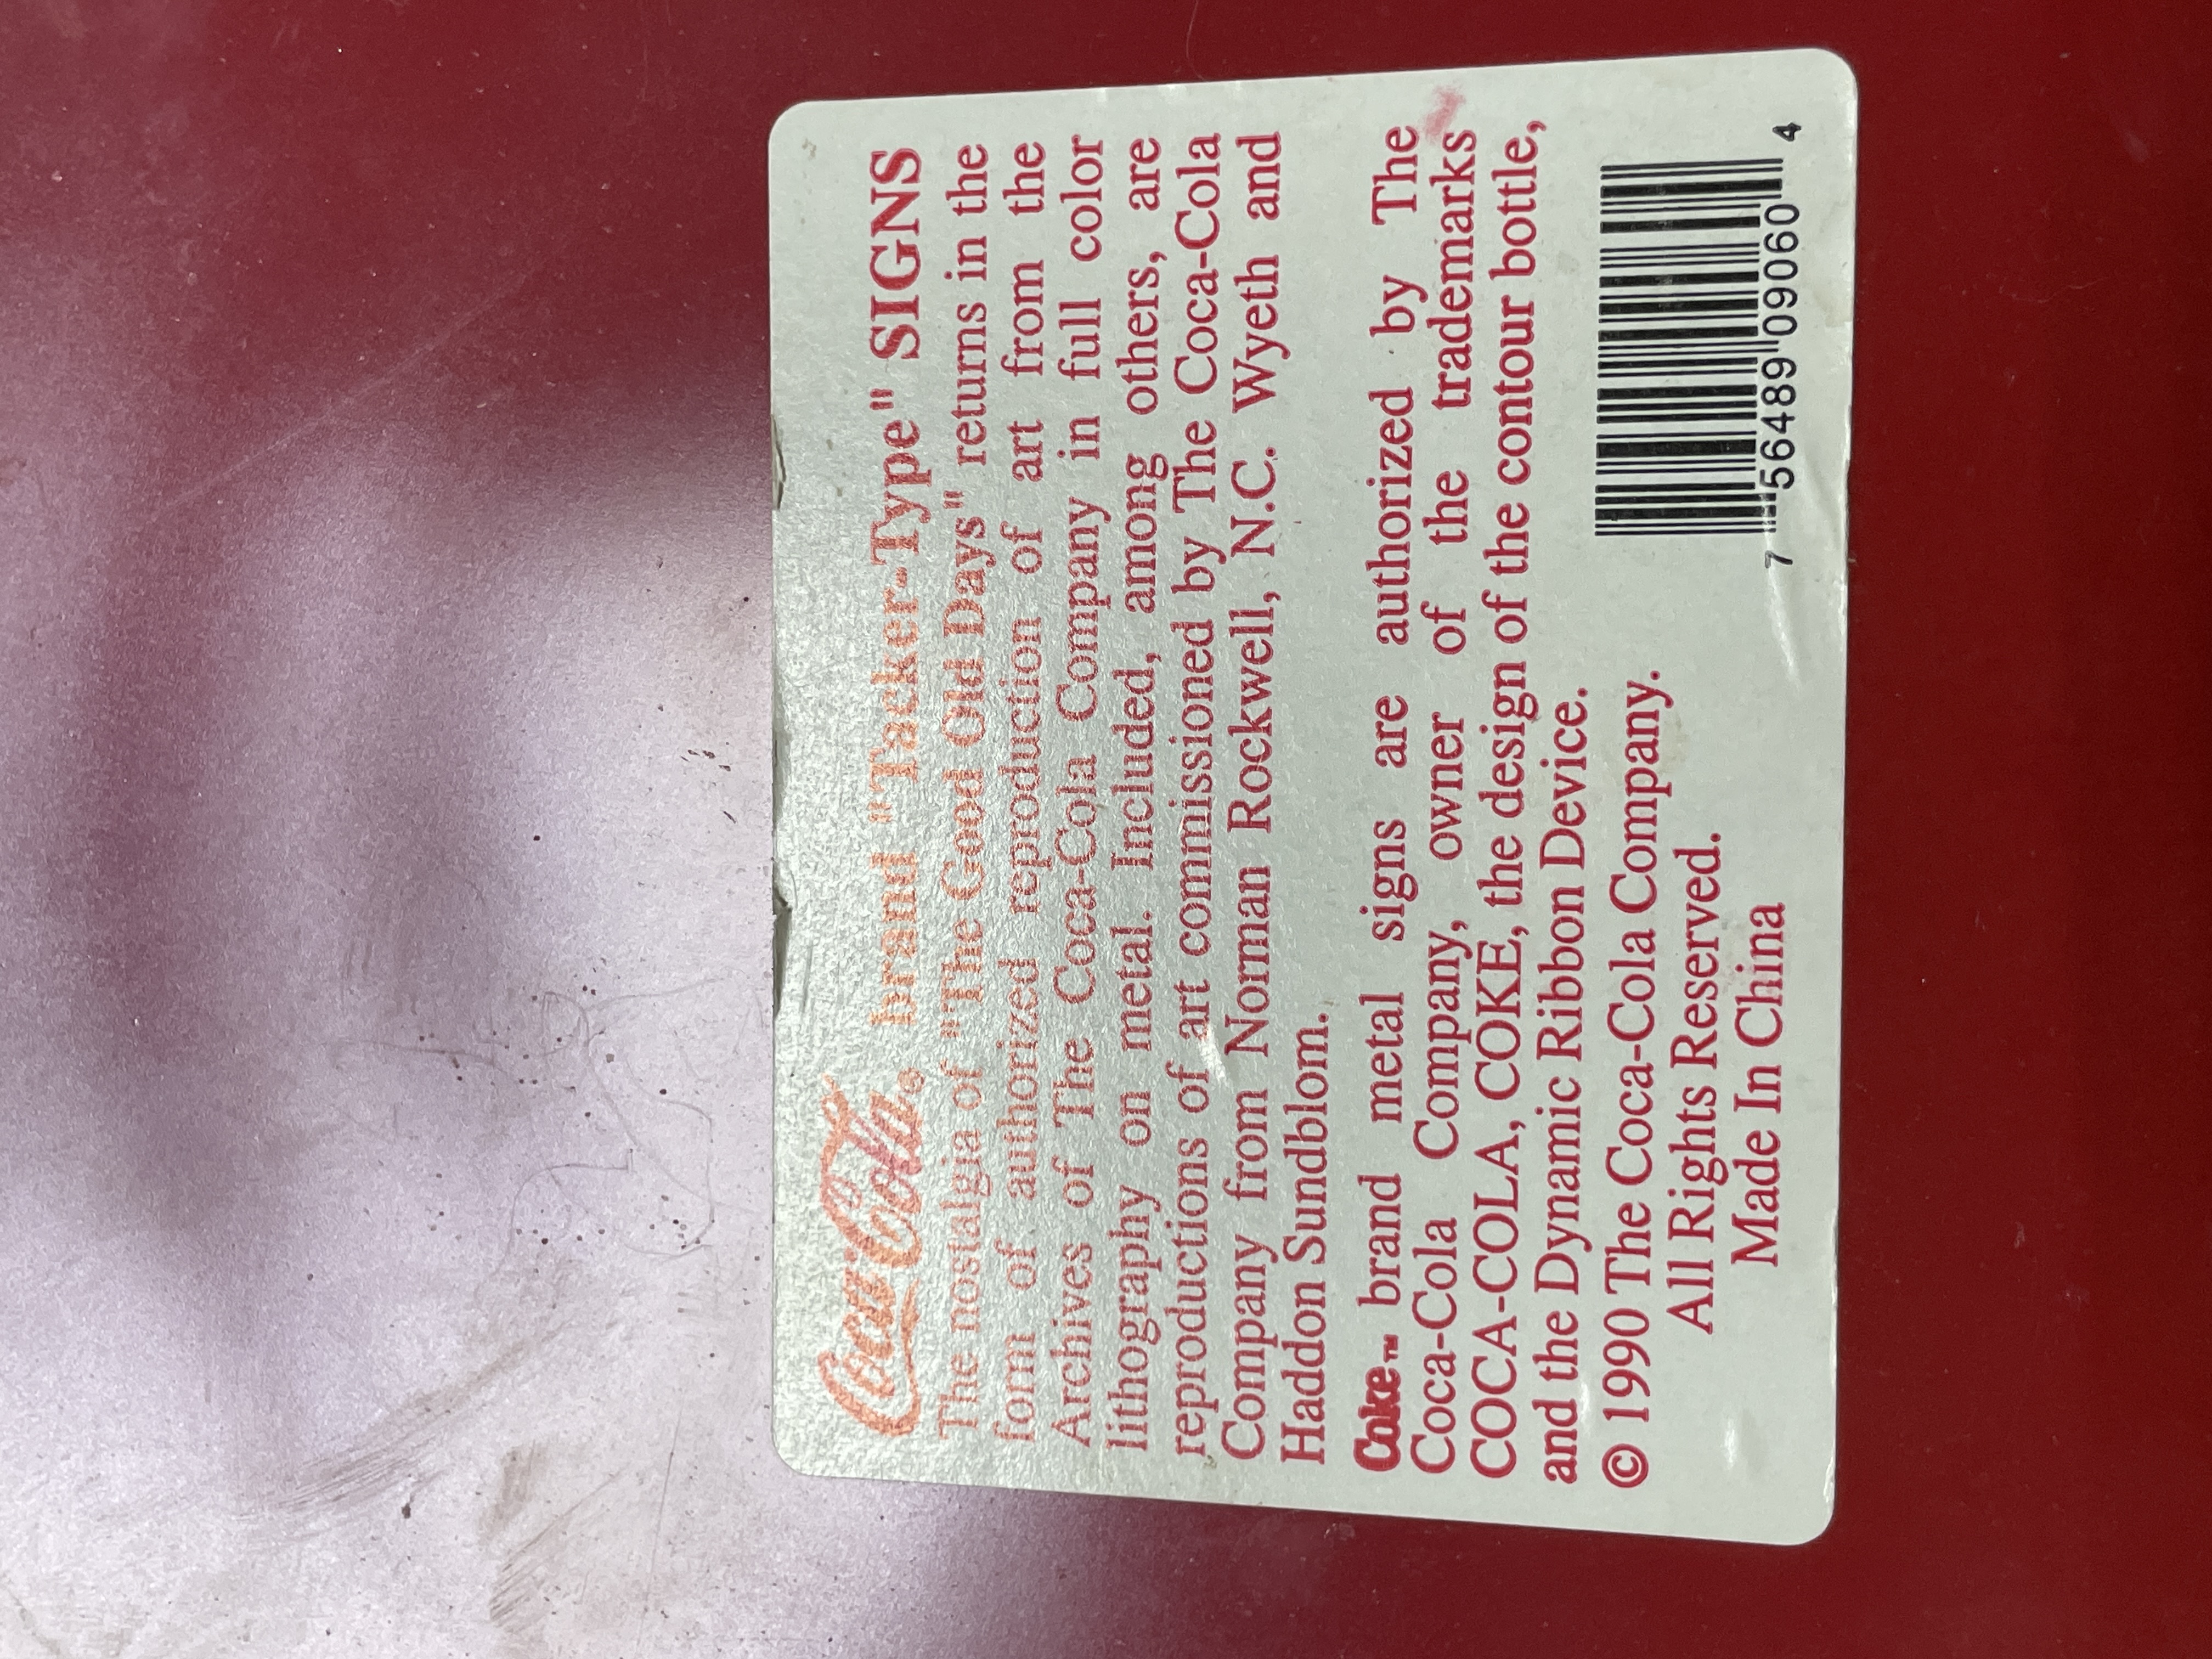 Coca-Cola® brand "Tacker-Type" SIGNS
The nostalgia of "The Good Old Days" returns in the
form of authorized reproduction of art from the
Archives of The Coca-Cola Company in full color
lithography on metal. Included, among others, are
reproductions of art commissioned by The Coca-Cola
Company from Norman Rockwell, N.C. Wyeth and
Haddon Sundblom.
Coke™ brand metal signs are authorized by The
Coca-Cola Company, owner of the trademarks
COCA-COLA, COKE, the design of the contour bottle,
and the Dynamic Ribbon Device.
© 1990 The Coca-Cola Company.
All Rights Reserved.
Made In China
7 56489 09060 4